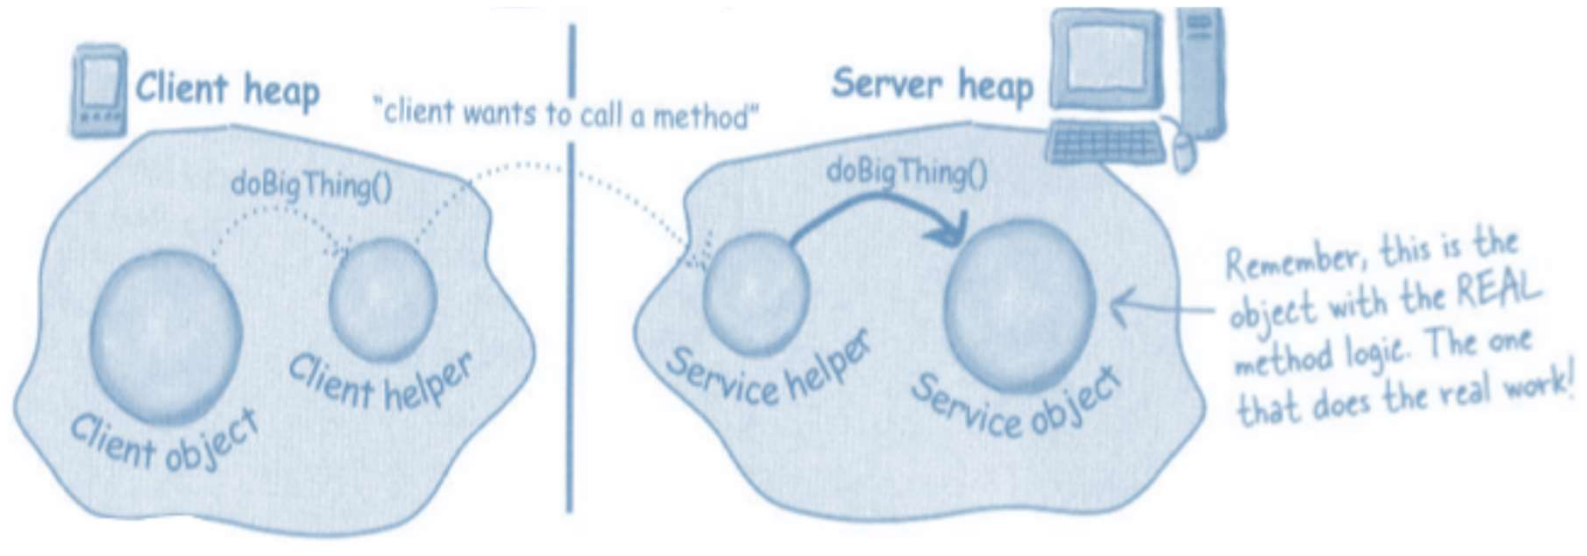 Client heap
Server heap
"client wants to call a method"
doBigThing()
doBigThing()
Client object
Client helper
Service helper
Service object
Remember, this is the
object with the REAL
method logic. The one
that does the real work!